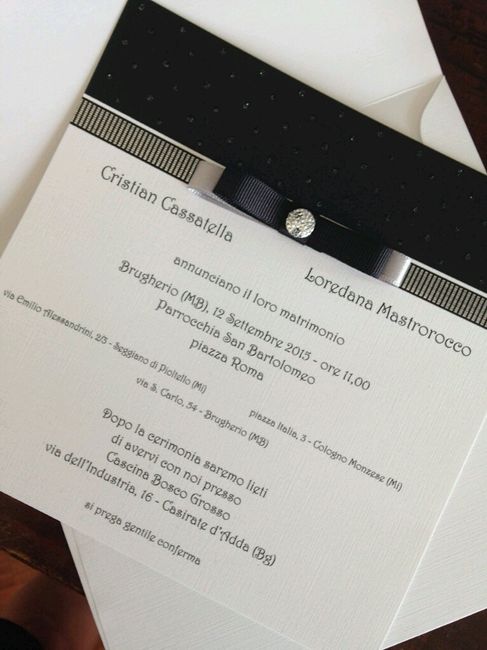 Cristian Cassatella
Loredana Mastrorocco
annunciano il loro matrimonio
Brugherio (MB), 12 Settembre 2015 - ore 11,00
Parrocchia San Bartolomeo
piazza Roma
via Emilio Alessandrini, 2/3 - Seggiano di Pioltello (Mi)
piazza Italia, 3 - Cologno Monzese (Mi)
via S. Carlo, 54 - Brugherio (MB)
Dopo la cerimonia saremo lieti
di avervi con noi presso
Cascina Bosco Grosso
via dell'Industria, 16 - Casirate d'Adda (Bg)
si prega gentile conferma